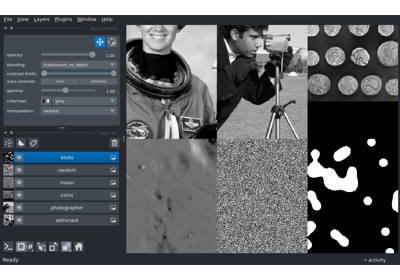 File View Layers Plugins Window Help
opacity: 1.00
blending: translucent_no_depth
contrast limits:
auto-contrast: once continuous
gamma: 1.00
colormap: gray
interpolation: nearest
blobs
random
moon
coins
photographer
astronaut
Ready activity